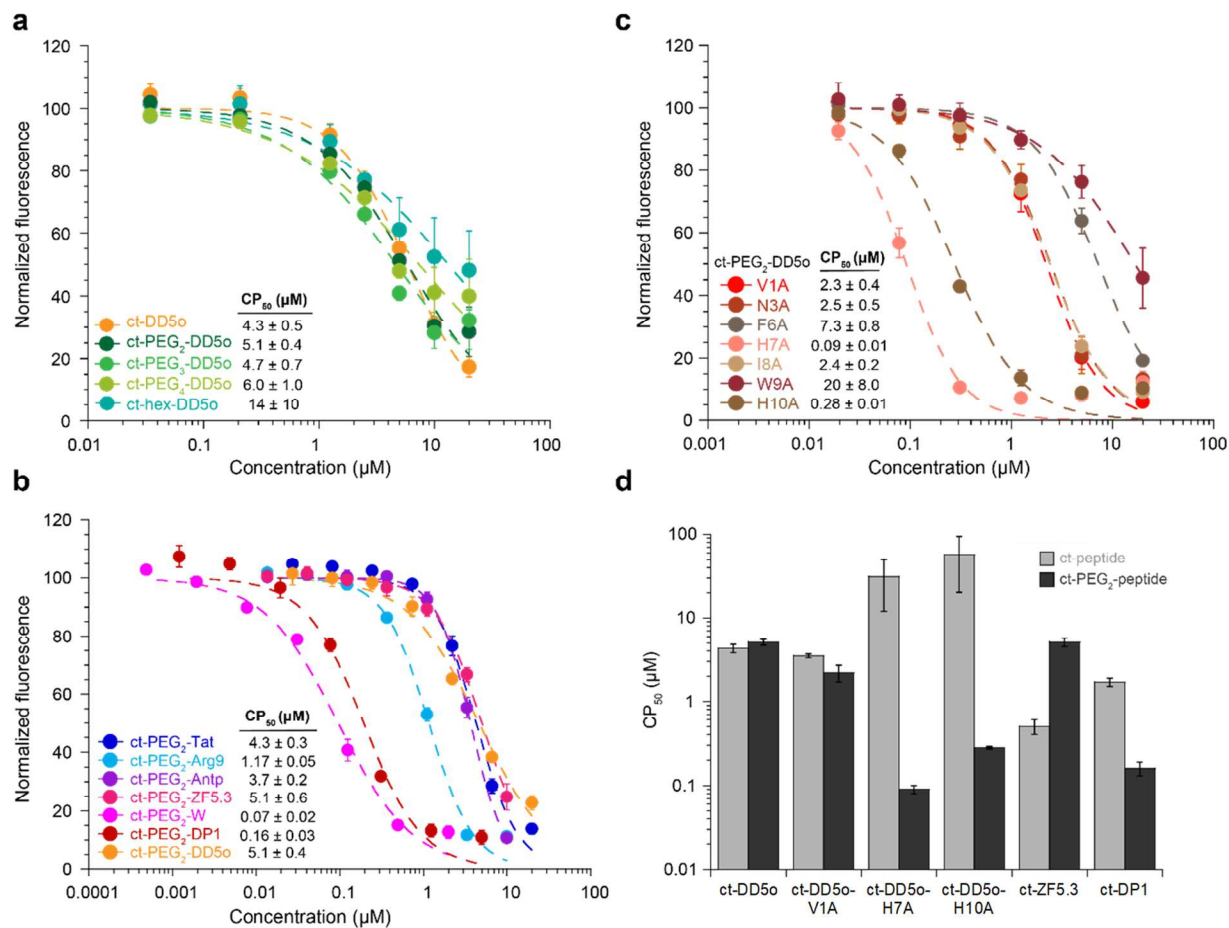 a
Normalized fluorescence
120
100
80
60
40
20
0
CP₅₀ (µM)
ct-DD5o 4.3 ± 0.5
ct-PEG₂-DD5o 5.1 ± 0.4
ct-PEG₃-DD5o 4.7 ± 0.7
ct-PEG₄-DD5o 6.0 ± 1.0
ct-hex-DD5o 14 ± 10
0.01 0.1 1 10 100
Concentration (µM)
b
Normalized fluorescence
120
100
80
60
40
20
0
CP₅₀ (µM)
ct-PEG₂-Tat 4.3 ± 0.3
ct-PEG₂-Arg9 1.17 ± 0.05
ct-PEG₂-Antp 3.7 ± 0.2
ct-PEG₂-ZF5.3 5.1 ± 0.6
ct-PEG₂-W 0.07 ± 0.02
ct-PEG₂-DP1 0.16 ± 0.03
ct-PEG₂-DD5o 5.1 ± 0.4
0.0001 0.001 0.01 0.1 1 10 100
Concentration (µM)
c
Normalized fluorescence
120
100
80
60
40
20
0
ct-PEG₂-DD5o CP₅₀ (µM)
V1A 2.3 ± 0.4
N3A 2.5 ± 0.5
F6A 7.3 ± 0.8
H7A 0.09 ± 0.01
I8A 2.4 ± 0.2
W9A 20 ± 8.0
H10A 0.28 ± 0.01
0.001 0.01 0.1 1 10 100
Concentration (µM)
d
CP₅₀ (µM)
100
10
1
0.1
0.01
ct-peptide
ct-PEG₂-peptide
ct-DD5o ct-DD5o- ct-DD5o- ct-DD5o- ct-ZF5.3 ct-DP1
V1A H7A H10A